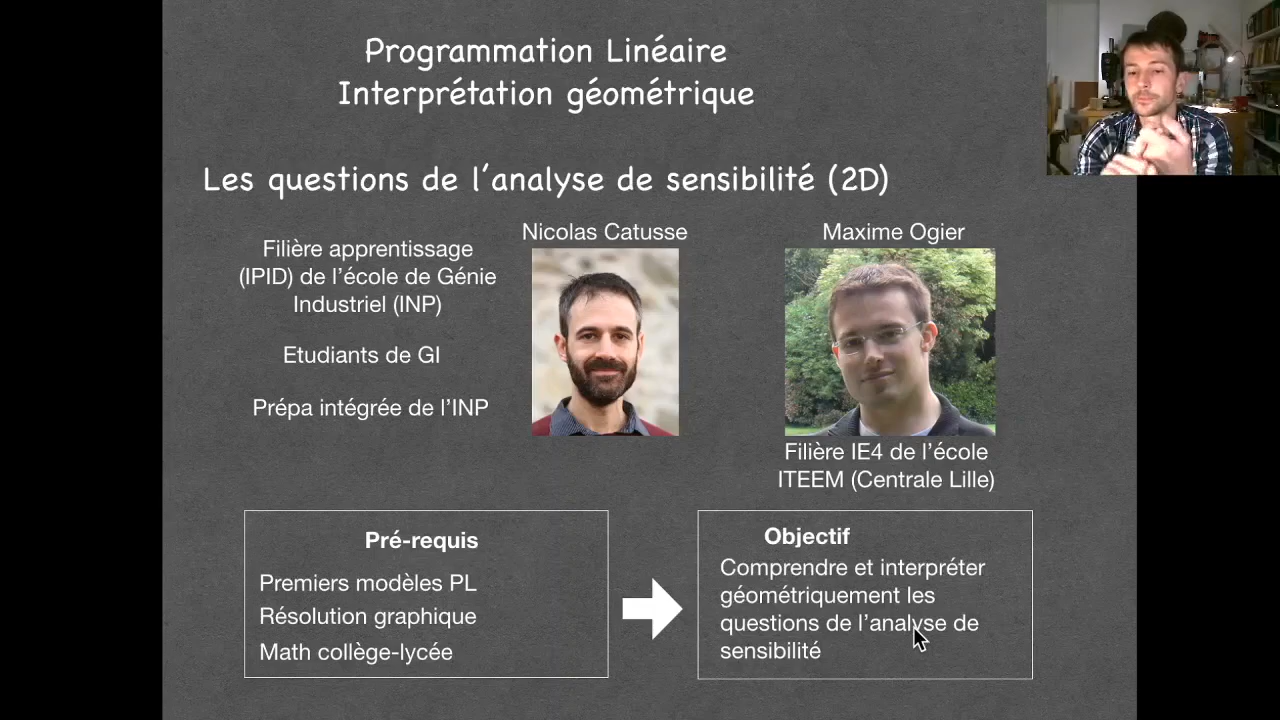 Programmation Linéaire
Interprétation géométrique
Les questions de l'analyse de sensibilité (2D)
Filière apprentissage
(IPID) de l'école de Génie
Industriel (INP)
Etudiants de GI
Prépa intégrée de l'INP
Nicolas Catusse
Maxime Ogier
Filière IE4 de l'école
ITEEM (Centrale Lille)
Pré-requis
Premiers modèles PL
Résolution graphique
Math collège-lycée
Objectif
Comprendre et interpréter
géométriquement les
questions de l'analyse de
sensibilité